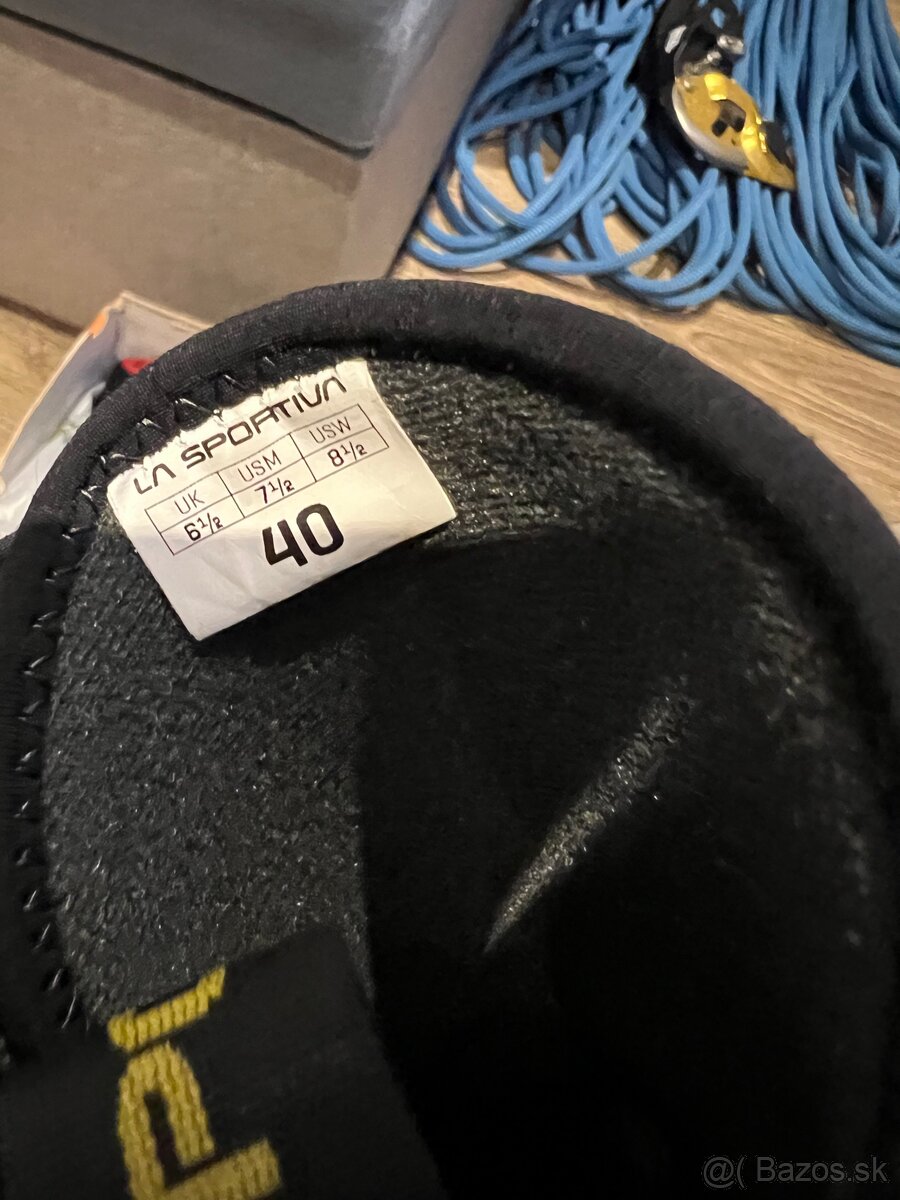 LA SPORTIVA
UK USM USW
6½ 7½ 8½
40
@( Bazos.sk